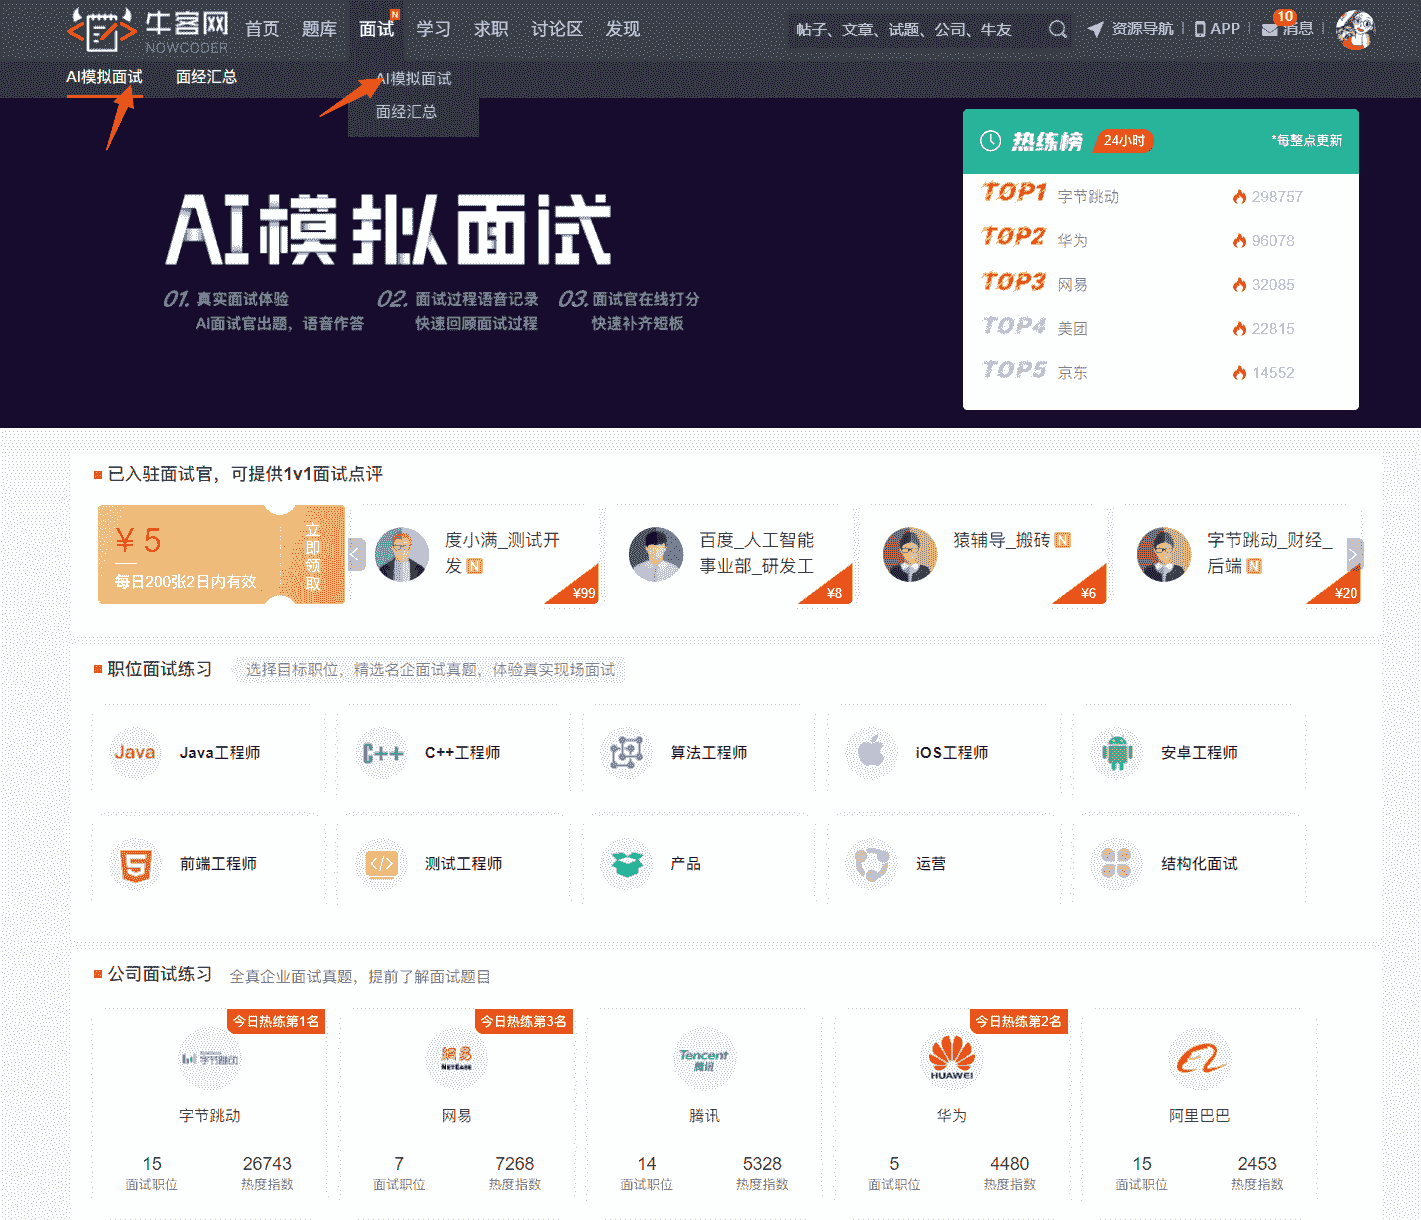 牛客网
NOWCODER
首页 题库 面试 N 学习 求职 讨论区 发现
帖子、文章、试题、公司、牛友
资源导航 APP 消息 10
AI模拟面试 面经汇总
AI模拟面试
面经汇总
AI模拟面试
01. 真实面试体验
AI面试官出题，语音作答
02. 面试过程语音记录
快速回顾面试过程
03. 面试官在线打分
快速补齐短板
热练榜 24小时 *每整点更新
TOP1 字节跳动 298757
TOP2 华为 96078
TOP3 网易 32085
TOP4 美团 22815
TOP5 京东 14552
已入驻面试官，可提供1v1面试点评
¥ 5
每日200张2日内有效
立即领取
度小满_测试开
发 N
¥99
百度_人工智能
事业部_研发工
¥8
猿辅导_搬砖 N
¥6
字节跳动_财经_
后端 N
¥20
职位面试练习 选择目标职位，精选名企面试真题，体验真实现场面试
Java Java工程师
C++ C++工程师
算法工程师
iOS工程师
安卓工程师
5 前端工程师
</> 测试工程师
产品
运营
结构化面试
公司面试练习 全真企业面试真题，提前了解面试题目
今日热练第1名
字节跳动
字节跳动
15 26743
面试职位 热度指数
今日热练第3名
網易
NETEASE
网易
7 7268
面试职位 热度指数
Tencent
腾讯
腾讯
14 5328
面试职位 热度指数
今日热练第2名
HUAWEI
华为
5 4480
面试职位 热度指数
阿里巴巴
15 2453
面试职位 热度指数